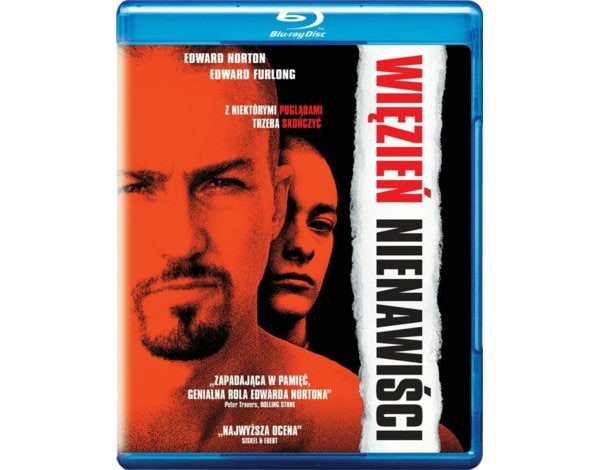 Blu-ray Disc
EDWARD NORTON
EDWARD FURLONG
Z NIEKTÓRYMI POGLĄDAMI
TRZEBA SKOŃCZYĆ
WIĘZIEŃ NIENAWIŚCI
„ZAPADAJĄCA W PAMIĘĆ,
GENIALNA ROLA EDWARDA NORTONA”
Peter Travers, ROLLING STONE
„NAJWYŻSZA OCENA”
SISKEL & EBERT